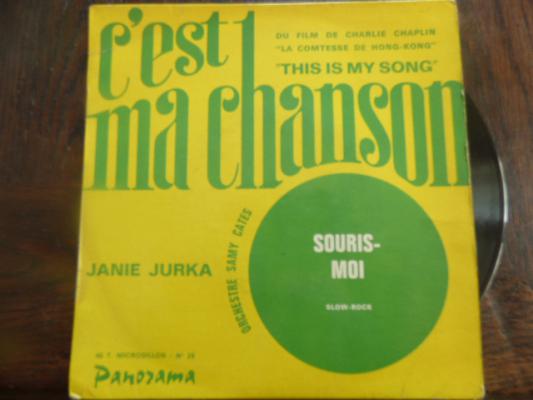 c'est
DU FILM DE CHARLIE CHAPLIN
"LA COMTESSE DE HONG-KONG"
"THIS IS MY SONG"
ma chanson
ORCHESTRE SAMY CATES
SOURIS-
MOI
SLOW-ROCK
JANIE JURKA
45 T. MICROSILLON - N° 25
Panorama